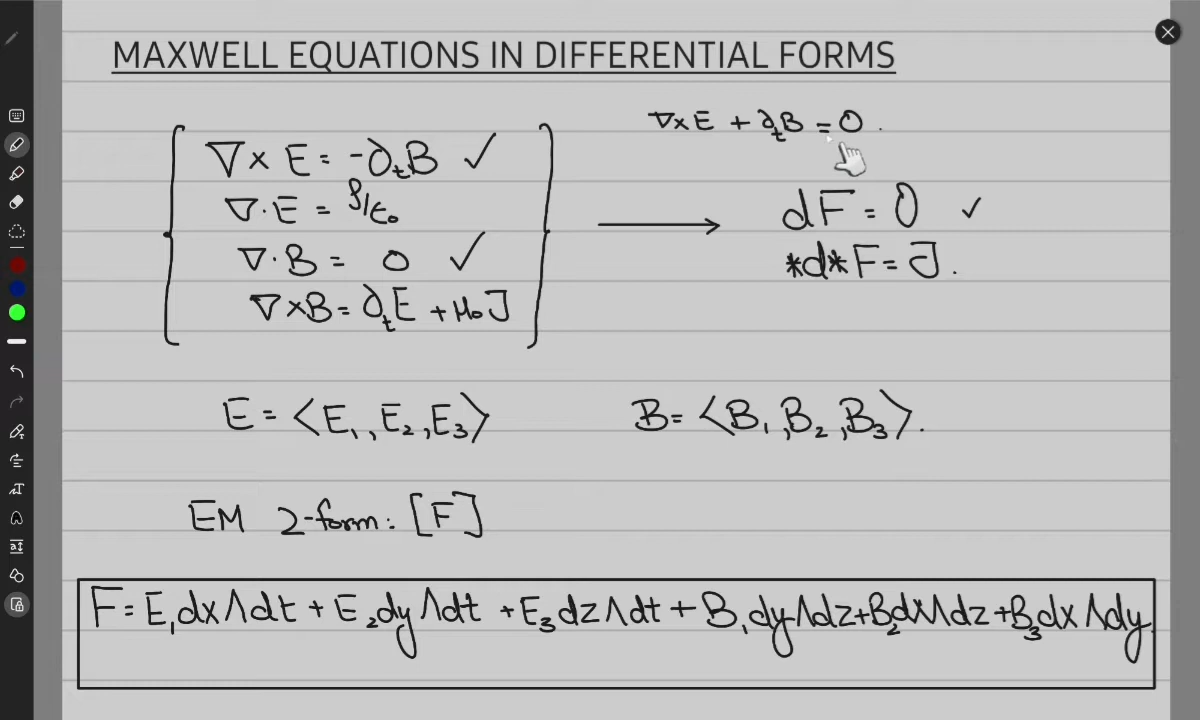 MAXWELL EQUATIONS IN DIFFERENTIAL FORMS
∇×E + ∂ₜB = 0 .
∇× E = -∂ₜB ✓
∇·E = ρ/ε₀
∇·B = 0 ✓
∇×B = ∂ₜE + μ₀J
dF = 0 ✓
*d*F = J .
E = ⟨E₁, E₂, E₃⟩
B = ⟨B₁, B₂, B₃⟩.
EM 2-form: [F]
F = E₁dx∧dt + E₂dy∧dt + E₃dz∧dt + B₁dy∧dz + B₂dx∧dz + B₃dx∧dy.